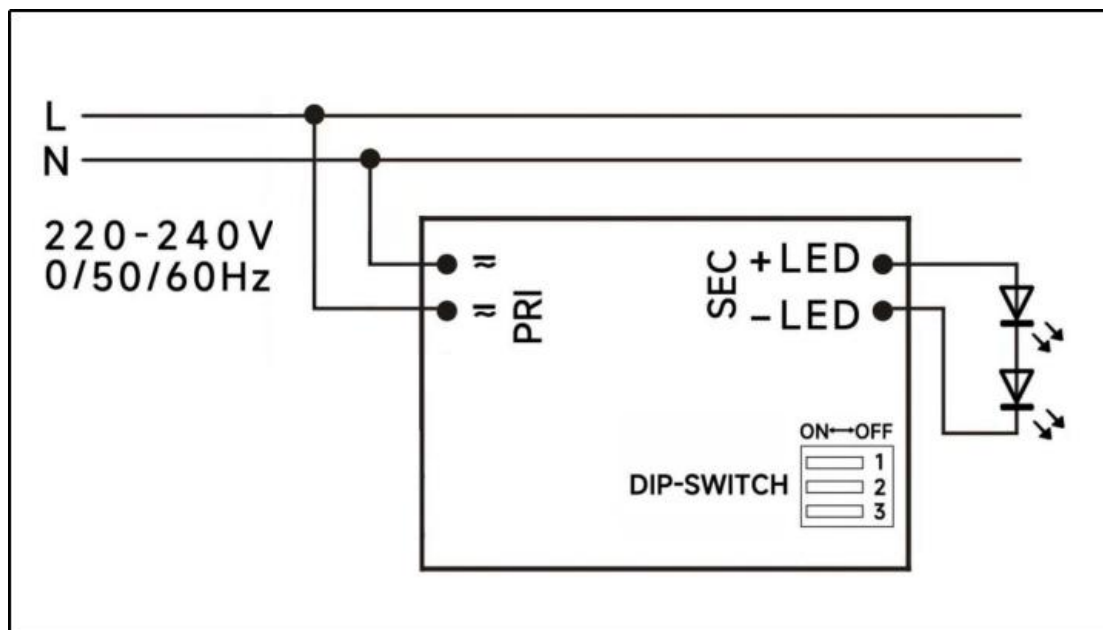 L
N
220-240V
0/50/60Hz
≂
≂
PRI
SEC
+LED
-LED
ON↔OFF
DIP-SWITCH
1
2
3